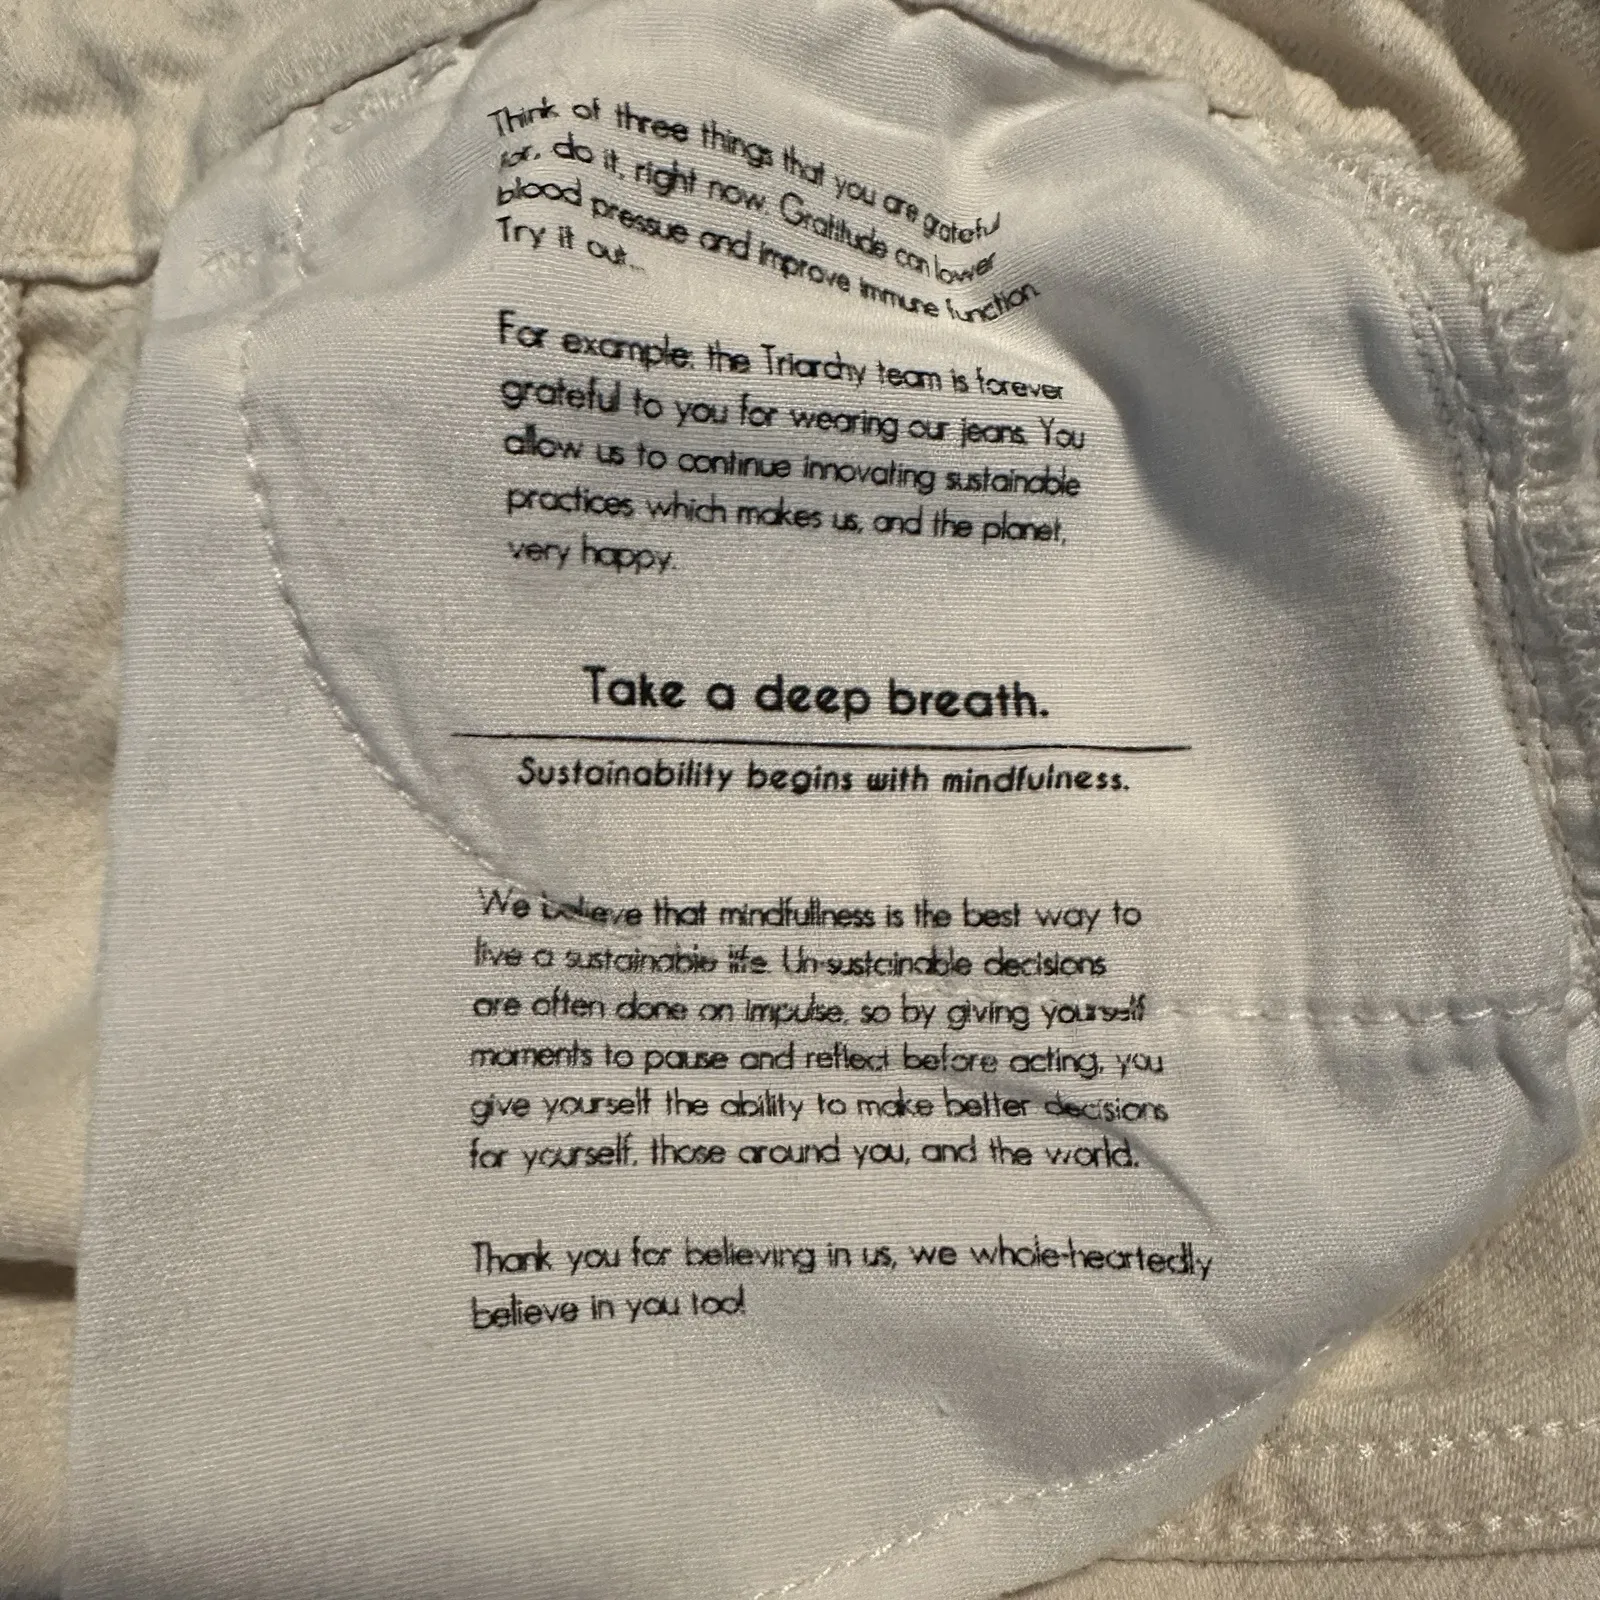 Think of three things that you are grateful
for, do it, right now. Gratitude can lower
blood pressue and improve immune function.
Try it out...
For example: the Triarchy team is forever
grateful to you for wearing our jeans. You
allow us to continue innovating sustainable
practices which makes us, and the planet,
very happy.
Take a deep breath.
Sustainability begins with mindfulness.
We believe that mindfullness is the best way to
live a sustainable life. Un-sustainable decisions
are often done on impulse, so by giving yourself
moments to pause and reflect before acting, you
give yourself the ability to make better decisions
for yourself, those around you, and the world.
Thank you for believing in us, we whole-heartedly
believe in you too!